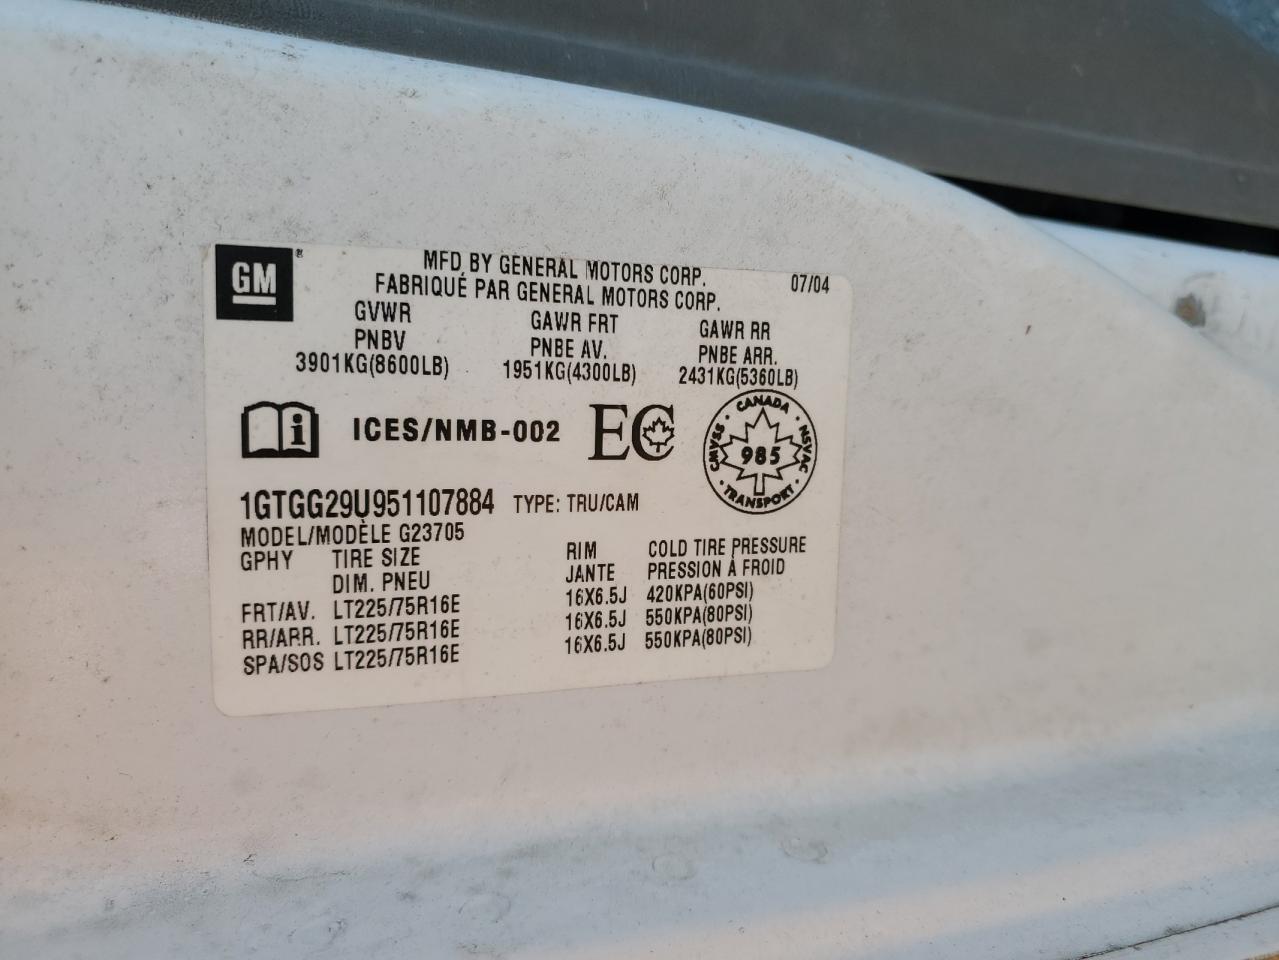 GM ®
MFD BY GENERAL MOTORS CORP. 07/04
FABRIQUÉ PAR GENERAL MOTORS CORP.
GVWR GAWR FRT GAWR RR
PNBV PNBE AV. PNBE ARR.
3901KG(8600LB) 1951KG(4300LB) 2431KG(5360LB)
i ICES/NMB-002 EC
CANADA
CMVSS · NSVAC
985
TRANSPORT
1GTGG29U951107884 TYPE: TRU/CAM
MODEL/MODÈLE G23705
GPHY TIRE SIZE RIM COLD TIRE PRESSURE
DIM. PNEU JANTE PRESSION À FROID
FRT/AV. LT225/75R16E 16X6.5J 420KPA(60PSI)
RR/ARR. LT225/75R16E 16X6.5J 550KPA(80PSI)
SPA/SOS LT225/75R16E 16X6.5J 550KPA(80PSI)